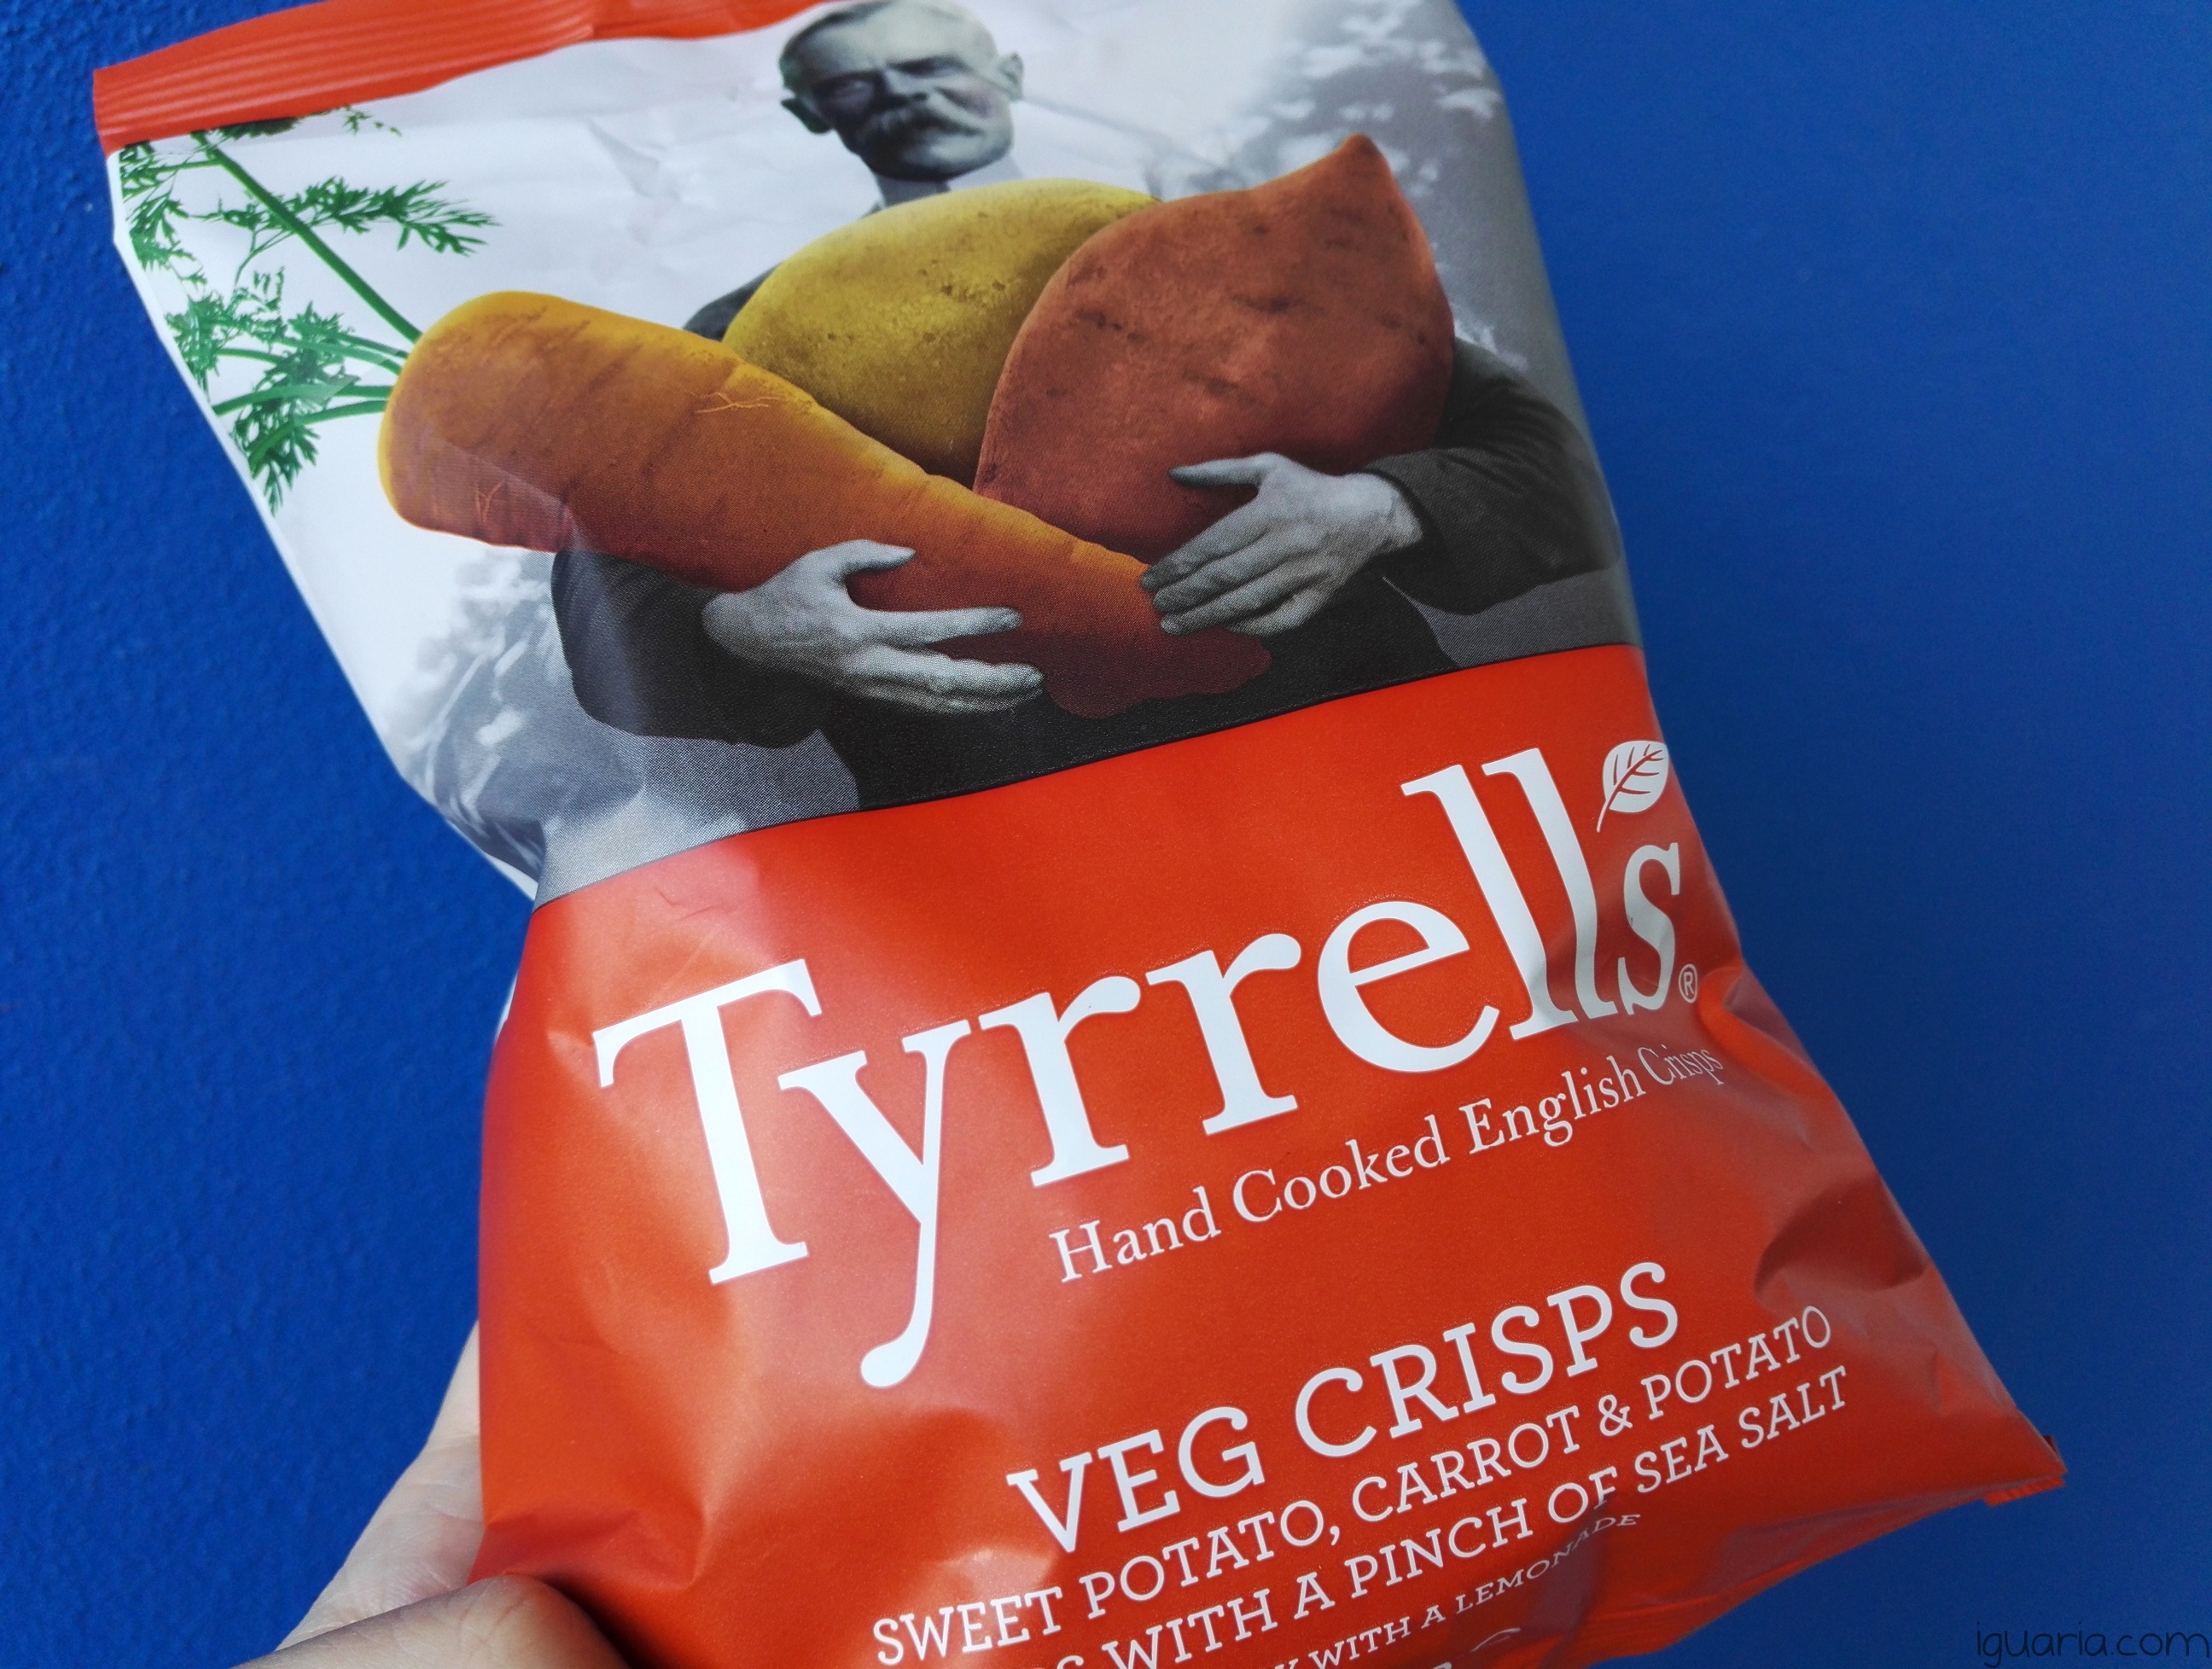 Tyrrells®
Hand Cooked English Crisps
VEG CRISPS
SWEET POTATO, CARROT & POTATO
WITH A PINCH OF SEA SALT
WITH A LEMONADE
iguaria.com